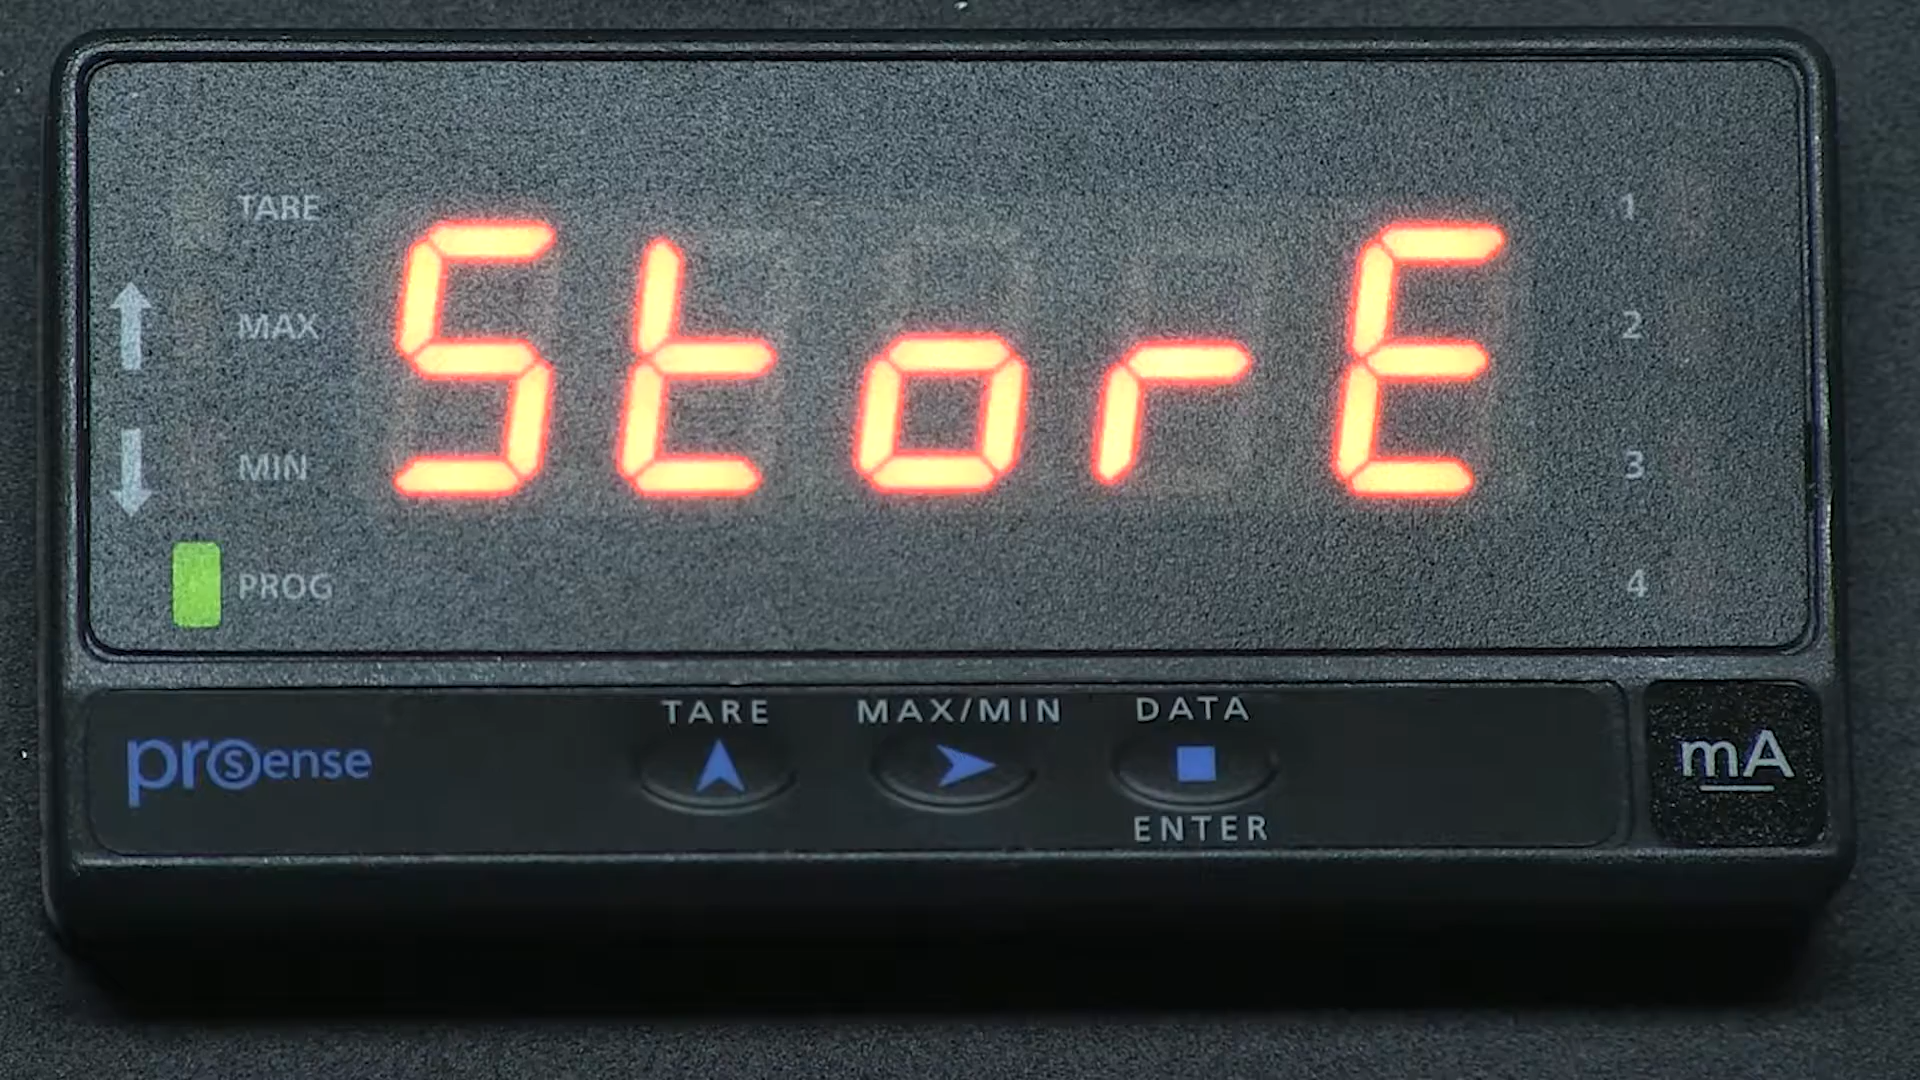 TARE
MAX
MIN
PROG
StorE
1
2
3
4
prosense
TARE
MAX/MIN
DATA
ENTER
mA